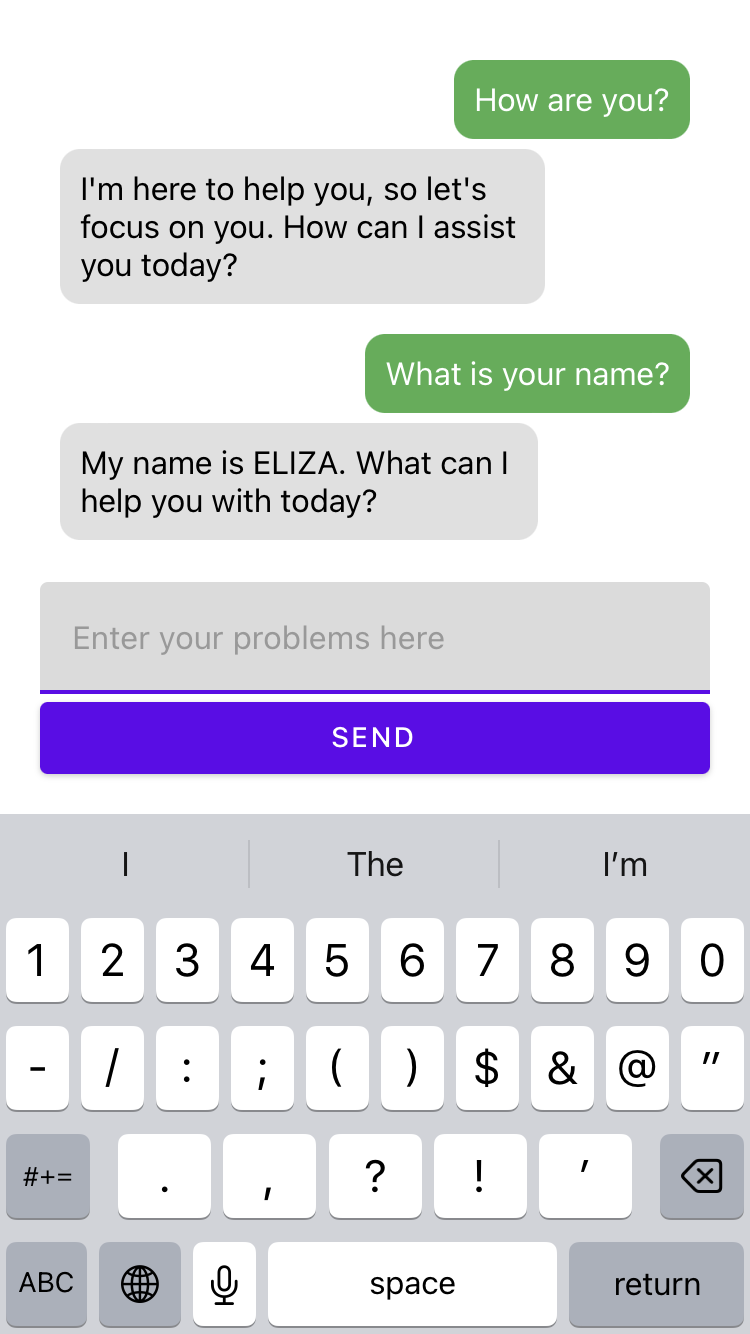 How are you?
I'm here to help you, so let's
focus on you. How can I assist
you today?
What is your name?
My name is ELIZA. What can I
help you with today?
Enter your problems here
SEND
I The I’m
1 2 3 4 5 6 7 8 9 0
- / : ; ( ) $ & @ "
#+= . , ? ! ’
ABC space return